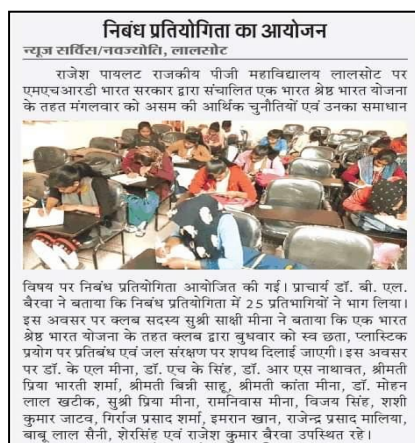 निबंध प्रतियोगिता का आयोजन
न्यूज सर्विस/नवज्योति, लालसोट
राजेश पायलट राजकीय पीजी महाविद्यालय लालसोट पर
एमएचआरडी भारत सरकार द्वारा संचालित एक भारत श्रेष्ठ भारत योजना
के तहत मंगलवार को असम की आर्थिक चुनौतियों एवं उनका समाधान
विषय पर निबंध प्रतियोगिता आयोजित की गई। प्राचार्य डॉ. बी. एल.
बैरवा ने बताया कि निबंध प्रतियोगिता में 25 प्रतिभागियों ने भाग लिया।
इस अवसर पर क्लब सदस्य सुश्री साक्षी मीना ने बताया कि एक भारत
श्रेष्ठ भारत योजना के तहत क्लब द्वारा बुधवार को स्व छता, प्लास्टिक
प्रयोग पर प्रतिबंध एवं जल संरक्षण पर शपथ दिलाई जाएगी। इस अवसर
पर डॉ. के एल मीना, डॉ. एच के सिंह, डॉ. आर एस नाथावत, श्रीमती
प्रिया भारती शर्मा, श्रीमती बिन्नी साहू, श्रीमती कांता मीना, डॉ. मोहन
लाल खटीक, सुश्री प्रिया मीना, रामनिवास मीना, विजय सिंह, शशी
कुमार जाटव, गिर्राज प्रसाद शर्मा, इमरान खान, राजेन्द्र प्रसाद मालिया,
बाबू लाल सैनी, शेरसिंह एवं राजेश कुमार बैरवा उपस्थित रहे।